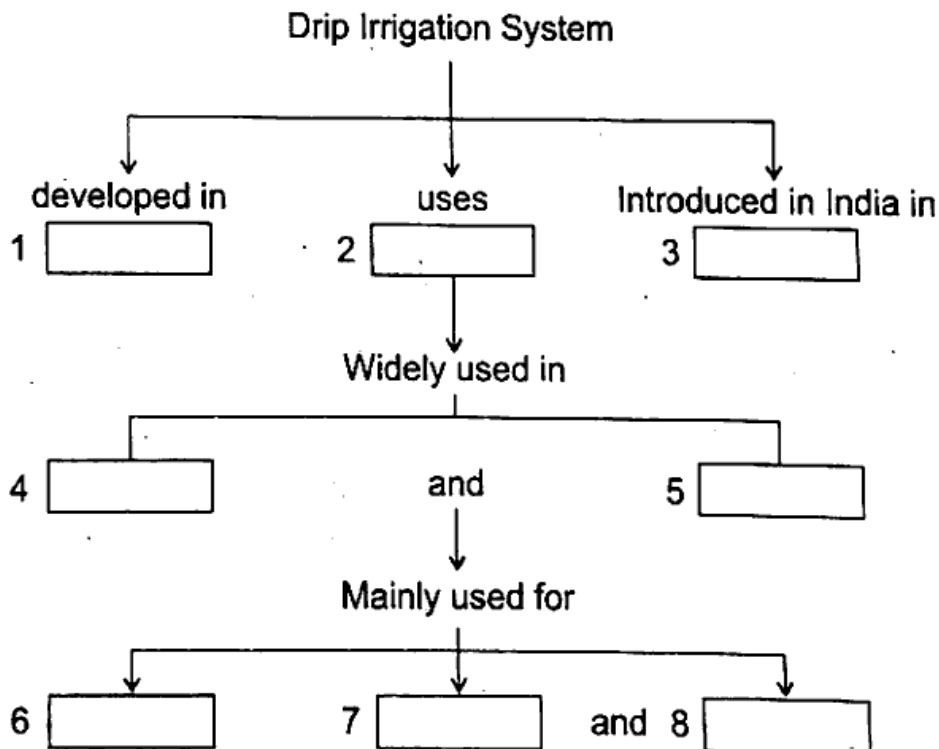 Drip Irrigation System
developed in uses Introduced in India in
1 2 3
Widely used in
4 and 5
Mainly used for
6 7 and 8